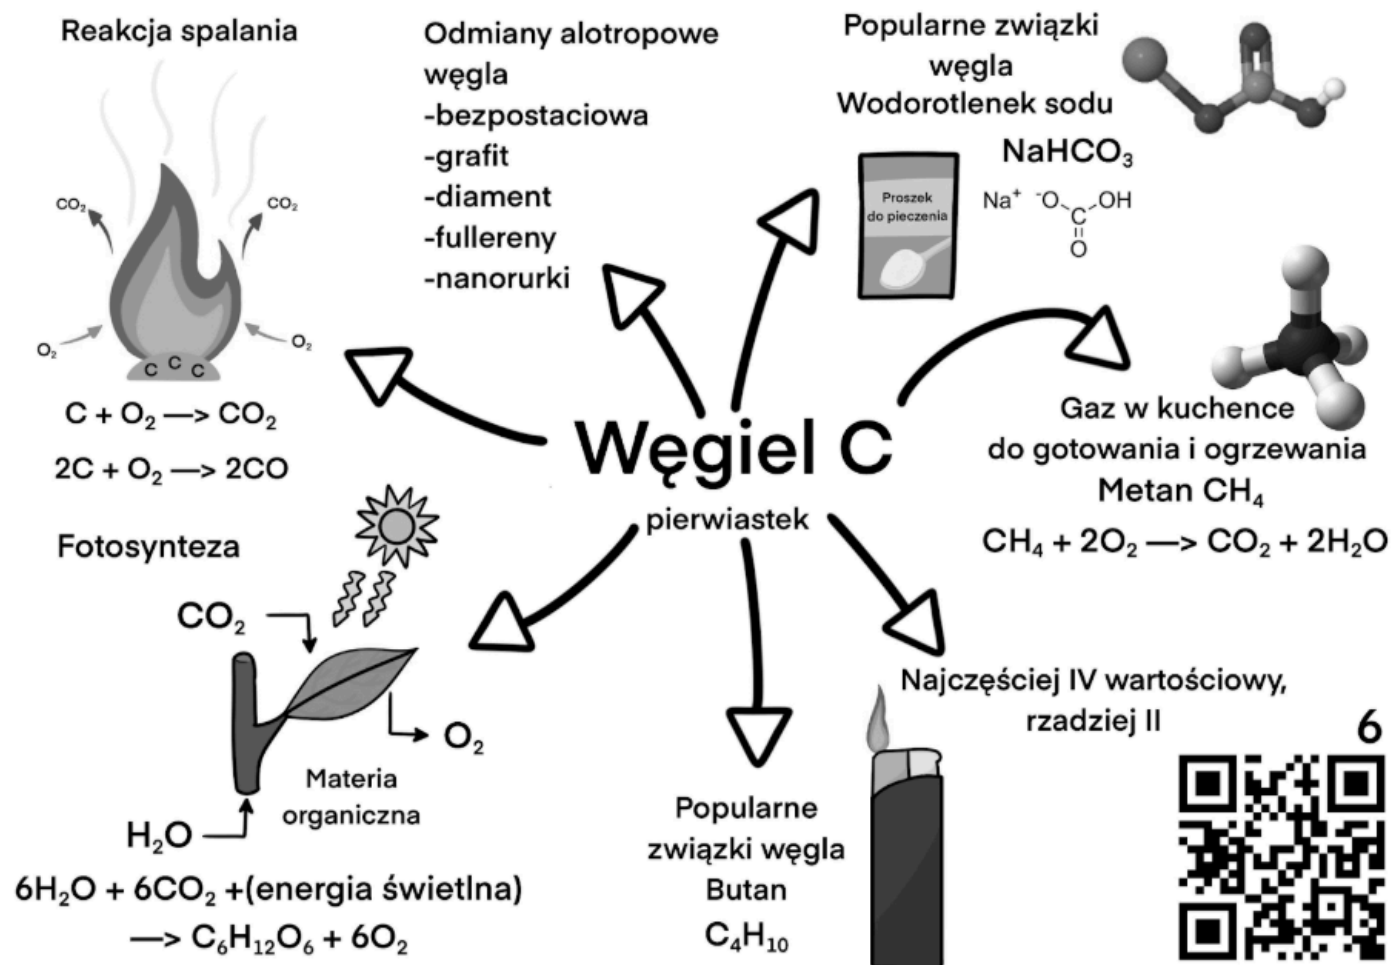 Reakcja spalania
CO₂
CO₂
O₂
O₂
C C C
C + O₂ —> CO₂
2C + O₂ —> 2CO
Odmiany alotropowe
węgla
-bezpostaciowa
-grafit
-diament
-fullereny
-nanorurki
Popularne związki
węgla
Wodorotlenek sodu
NaHCO₃
Proszek
do pieczenia
Na⁺ ⁻O C OH
O
Gaz w kuchence
do gotowania i ogrzewania
Metan CH₄
CH₄ + 2O₂ —> CO₂ + 2H₂O
Węgiel C
pierwiastek
Fotosynteza
CO₂
O₂
Materia
organiczna
H₂O
6H₂O + 6CO₂ +(energia świetlna)
—> C₆H₁₂O₆ + 6O₂
Popularne
związki węgla
Butan
C₄H₁₀
Najczęściej IV wartościowy,
rzadziej II
6